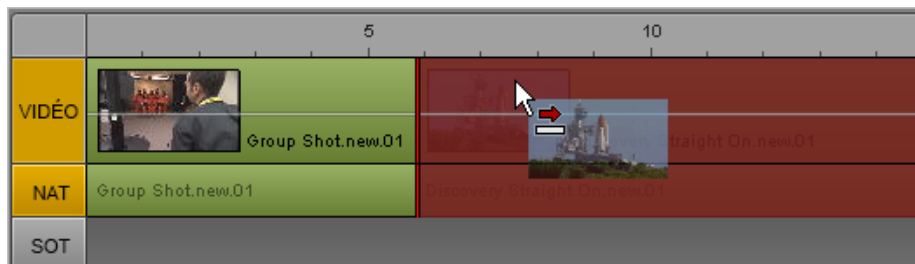 5 10
VIDÉO
Group Shot.new.01
Straight On.new.01
NAT
Group Shot.new.01
Discovery Straight On.new.01
SOT